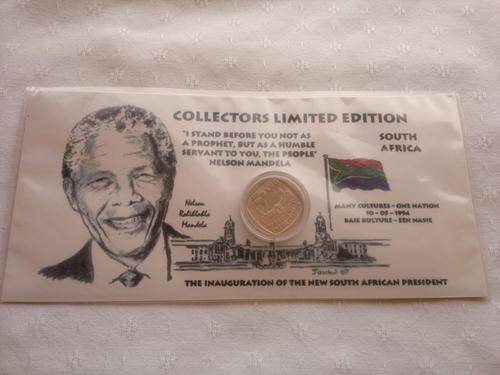 COLLECTORS LIMITED EDITION
"I STAND BEFORE YOU NOT AS
A PROPHET, BUT AS A HUMBLE
SERVANT TO YOU, THE PEOPLE"
NELSON MANDELA
SOUTH
AFRICA
MANY CULTURES - ONE NATION
10 - 05 - 1994
BAIE KULTURE - EEN NASIE
Nelson
Rolihlahla
Mandela
THE INAUGURATION OF THE NEW SOUTH AFRICAN PRESIDENT